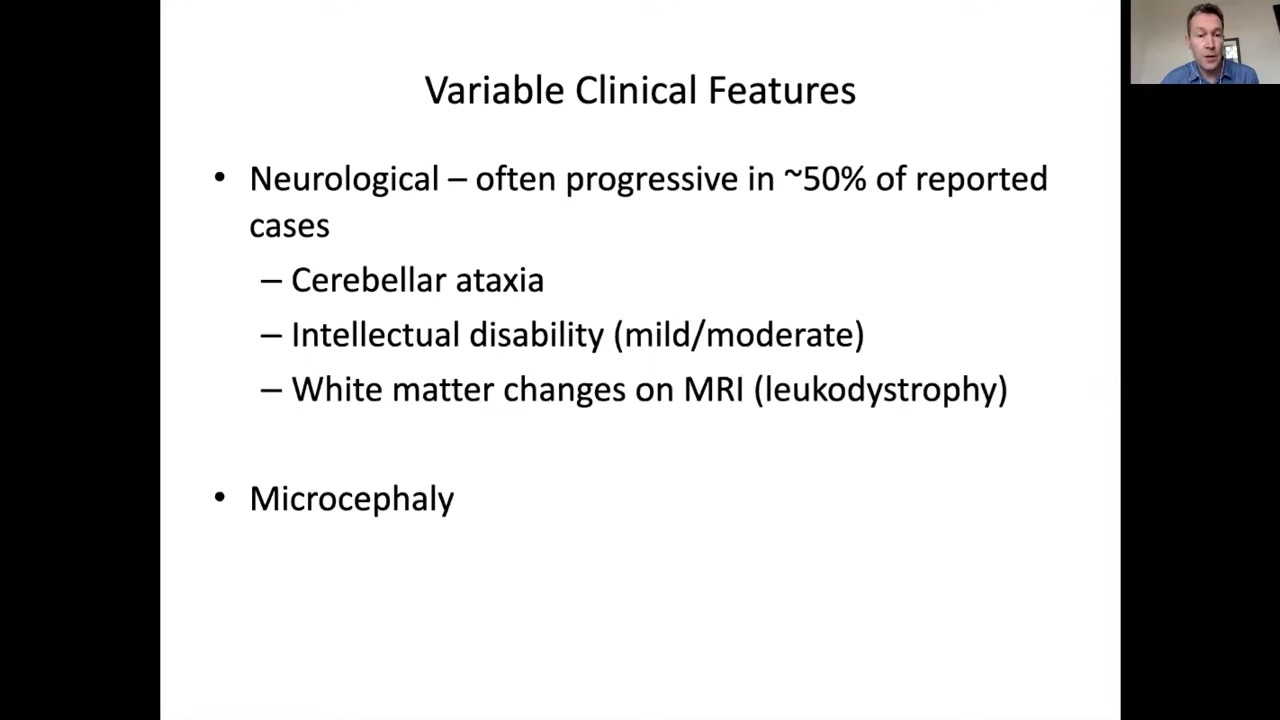 Variable Clinical Features
• Neurological – often progressive in ~50% of reported
cases
– Cerebellar ataxia
– Intellectual disability (mild/moderate)
– White matter changes on MRI (leukodystrophy)
• Microcephaly